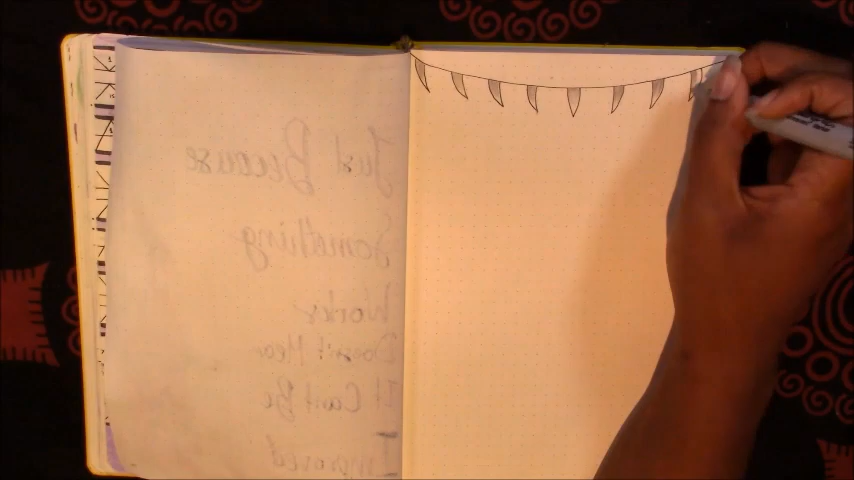 Just Because
Something
Works
Doesn't Mean
It Can't Be
Improved